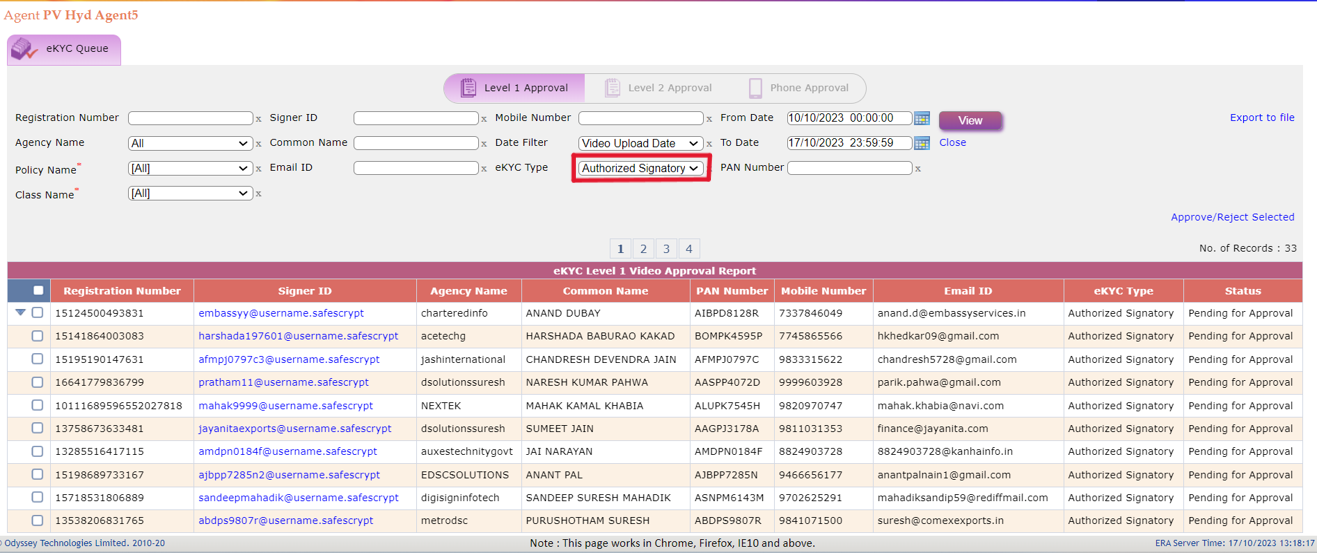 Agent PV Hyd Agent5
eKYC Queue
Level 1 Approval Level 2 Approval Phone Approval
Registration Number x Signer ID x Mobile Number x From Date 10/10/2023 00:00:00 View Export to file
Agency Name All x Common Name x Date Filter Video Upload Date x To Date 17/10/2023 23:59:59 Close
Policy Name* [All] x Email ID x eKYC Type Authorized Signatory PAN Number x
Class Name* [All] x
Approve/Reject Selected
1 2 3 4 No. of Records : 33
eKYC Level 1 Video Approval Report
Registration Number Signer ID Agency Name Common Name PAN Number Mobile Number Email ID eKYC Type Status
15124500493831 embassyy@username.safescrypt charteredinfo ANAND DUBAY AIBPD8128R 7337846049 anand.d@embassyservices.in Authorized Signatory Pending for Approval
15141864003083 harshada197601@username.safescrypt acetechg HARSHADA BABURAO KAKAD BOMPK4595P 7745865566 hkhedkar09@gmail.com Authorized Signatory Pending for Approval
15195190147631 afmpj0797c3@username.safescrypt jashinternational CHANDRESH DEVENDRA JAIN AFMPJ0797C 9833315622 chandresh5728@gmail.com Authorized Signatory Pending for Approval
16641779836799 pratham11@username.safescrypt dsolutionssuresh NARESH KUMAR PAHWA AASPP4072D 9999603928 parik.pahwa@gmail.com Authorized Signatory Pending for Approval
10111689596552027818 mahak9999@username.safescrypt NEXTEK MAHAK KAMAL KHABIA ALUPK7545H 9820970747 mahak.khabia@navi.com Authorized Signatory Pending for Approval
13758673633481 jayanitaexports@username.safescrypt dsolutionssuresh SUMEET JAIN AAGPJ3178A 9811031353 finance@jayanita.com Authorized Signatory Pending for Approval
13285516417115 amdpn0184f@username.safescrypt auxestechnitygovt JAI NARAYAN AMDPN0184F 8824903728 8824903728@kanhainfo.in Authorized Signatory Pending for Approval
15198689733167 ajbpp7285n2@username.safescrypt EDSCSOLUTIONS ANANT PAL AJBPP7285N 9466656177 anantpalnain1@gmail.com Authorized Signatory Pending for Approval
15718531806889 sandeepmahadik@username.safescrypt digisigninfotech SANDEEP SURESH MAHADIK ASNPM6143M 9702625291 mahadiksandip59@rediffmail.com Authorized Signatory Pending for Approval
13538206831765 abdps9807r@username.safescrypt metrodsc PURUSHOTHAM SURESH ABDPS9807R 9841071500 suresh@comexexports.in Authorized Signatory Pending for Approval
Odyssey Technologies Limited. 2010-20 Note : This page works in Chrome, Firefox, IE10 and above. ERA Server Time: 17/10/2023 13:18:17